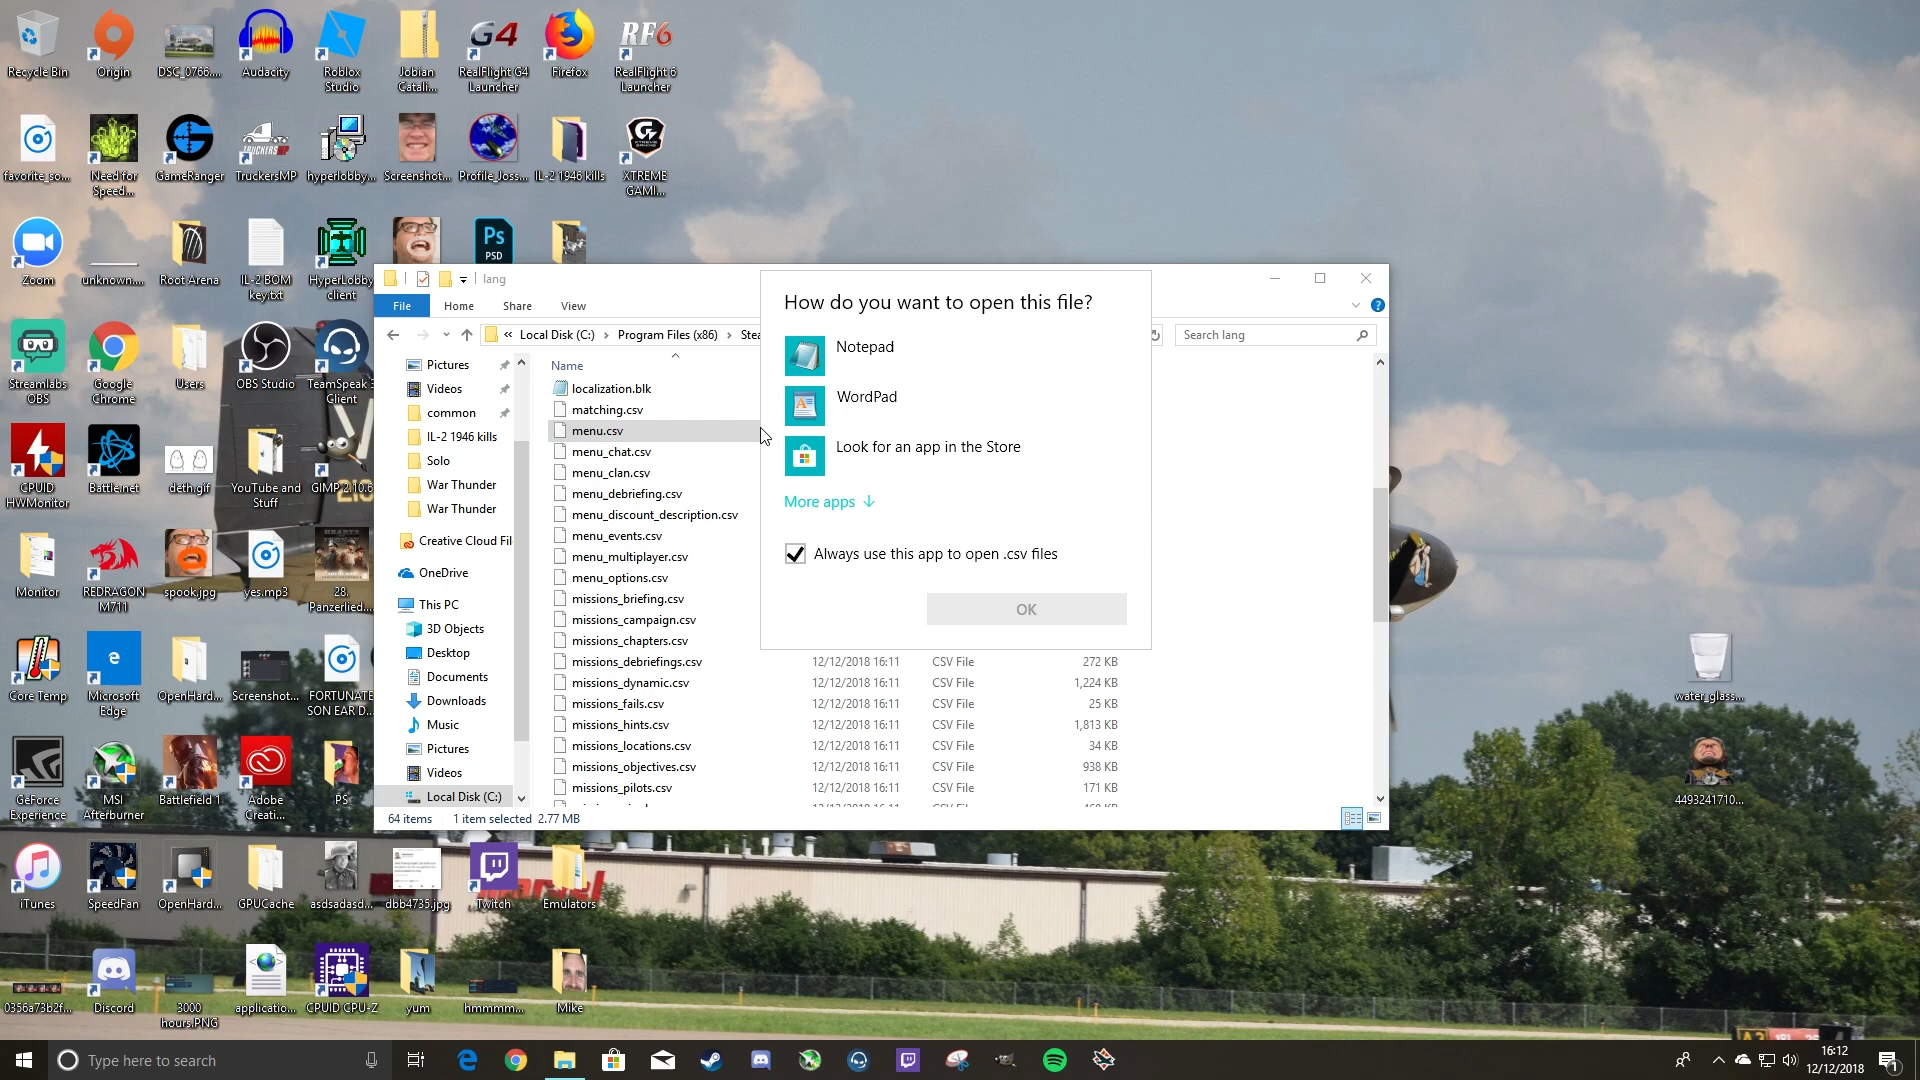 Recycle Bin
Origin
DSC_0766....
Audacity
Roblox
Studio
Jobian
Catali...
G4
RealFlight G4
Launcher
Firefox
RF6
RealFlight 6
Launcher
favorite_so...
Need for
Speed...
GameRanger
TRUCKERSMP
TruckersMP
hyperlobby...
Screenshot...
Profile_Joss...
IL-2 1946 kills
XTREME
GAMI...
Zoom
unknown....
Root Arena
IL-2 BOM
key.txt
HyperLobby
client
Ps
PSD
Streamlabs
OBS
Google
Chrome
Users
OBS Studio
TeamSpeak 3
Client
CPUID
HWMonitor
Battle.net
deth.gif
YouTube and
Stuff
GIMP 2.10.6
Monitor
REDRAGON
M711
spook.jpg
yes.mp3
28.
Panzerlied....
Core Temp
Microsoft
Edge
OpenHard...
Screenshot...
FORTUNATE
SON EAR D...
GeForce
Experience
MSI
Afterburner
Battlefield 1
Adobe
Creati...
PS
iTunes
SpeedFan
OpenHard...
GPUCache
asdsadasd...
dbb4735.jpg
Twitch
Emulators
0356a73b2f...
Discord
3000
hours.PNG
applicatio...
CPUID CPU-Z
yum
hmmmm...
Mike
water_glass...
4493241710...
lang
File
Home
Share
View
« Local Disk (C:) › Program Files (x86) › Stea
Search lang
Pictures
Videos
common
IL-2 1946 kills
Solo
War Thunder
War Thunder
Creative Cloud Fil
OneDrive
This PC
3D Objects
Desktop
Documents
Downloads
Music
Pictures
Videos
Local Disk (C:)
Name
localization.blk
matching.csv
menu.csv
menu_chat.csv
menu_clan.csv
menu_debriefing.csv
menu_discount_description.csv
menu_events.csv
menu_multiplayer.csv
menu_options.csv
missions_briefing.csv
missions_campaign.csv
missions_chapters.csv
missions_debriefings.csv 12/12/2018 16:11 CSV File 272 KB
missions_dynamic.csv 12/12/2018 16:11 CSV File 1,224 KB
missions_fails.csv 12/12/2018 16:11 CSV File 25 KB
missions_hints.csv 12/12/2018 16:11 CSV File 1,813 KB
missions_locations.csv 12/12/2018 16:11 CSV File 34 KB
missions_objectives.csv 12/12/2018 16:11 CSV File 938 KB
missions_pilots.csv 12/12/2018 16:11 CSV File 171 KB
64 items 1 item selected 2.77 MB
How do you want to open this file?
Notepad
WordPad
Look for an app in the Store
More apps
Always use this app to open .csv files
OK
Type here to search
16:12
12/12/2018
1